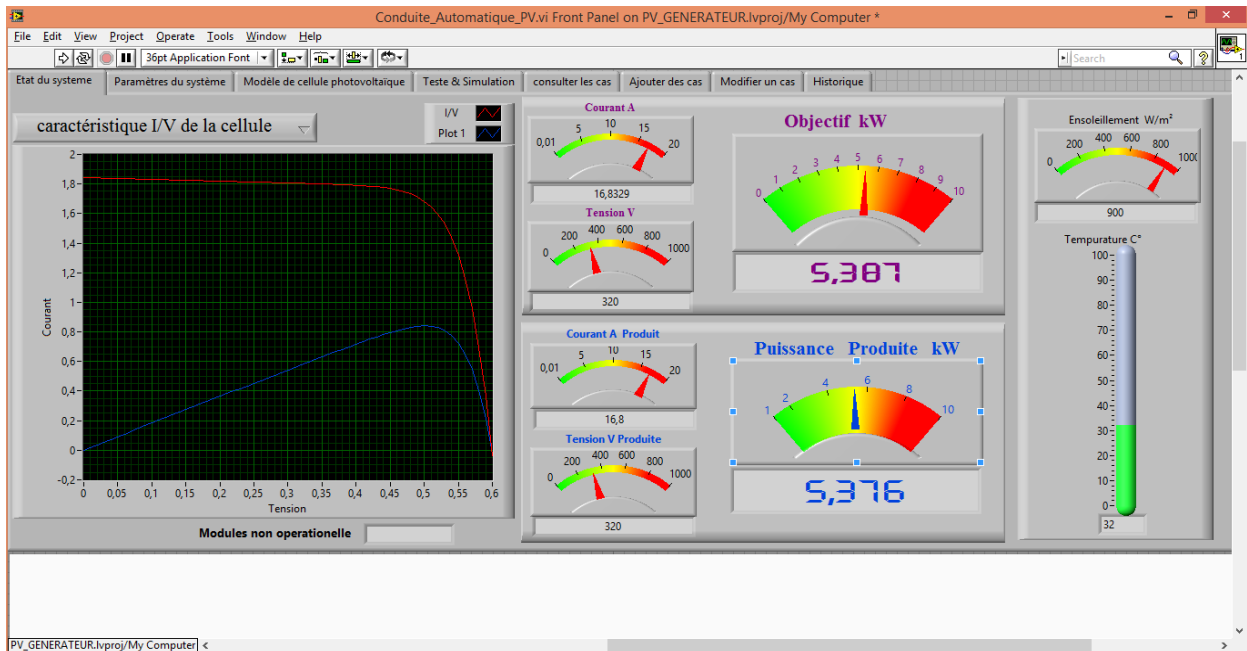 Conduite_Automatique_PV.vi Front Panel on PV_GENERATEUR.lvproj/My Computer *
File Edit View Project Operate Tools Window Help
36pt Application Font
Search
1
Etat du systeme Paramètres du système Modèle de cellule photovoltaïque Teste & Simulation consulter les cas Ajouter des cas Modifier un cas Historique
caractéristique I/V de la cellule
I/V
Plot 1
2
1,8
1,6
1,4
1,2
1
0,8
0,6
0,4
0,2
0
-0,2
Courant
0 0,05 0,1 0,15 0,2 0,25 0,3 0,35 0,4 0,45 0,5 0,55 0,6
Tension
Modules non operationelle
Courant A
0,01 5 10 15 20
16,8329
Tension V
0 200 400 600 800 1000
320
Objectif kW
0 1 2 3 4 5 6 7 8 9 10
5,387
Courant A Produit
0,01 5 10 15 20
16,8
Tension V Produite
0 200 400 600 800 1000
320
Puissance Produite kW
1 2 4 6 8 10
5,376
Ensoleillement W/m²
0 200 400 600 800 100(
900
Tempurature C°
100
90
80
70
60
50
40
30
20
10
0
32
PV_GENERATEUR.lvproj/My Computer